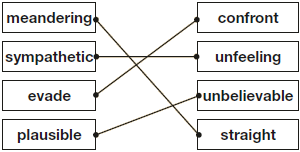 meandering confront
sympathetic unfeeling
evade unbelievable
plausible straight